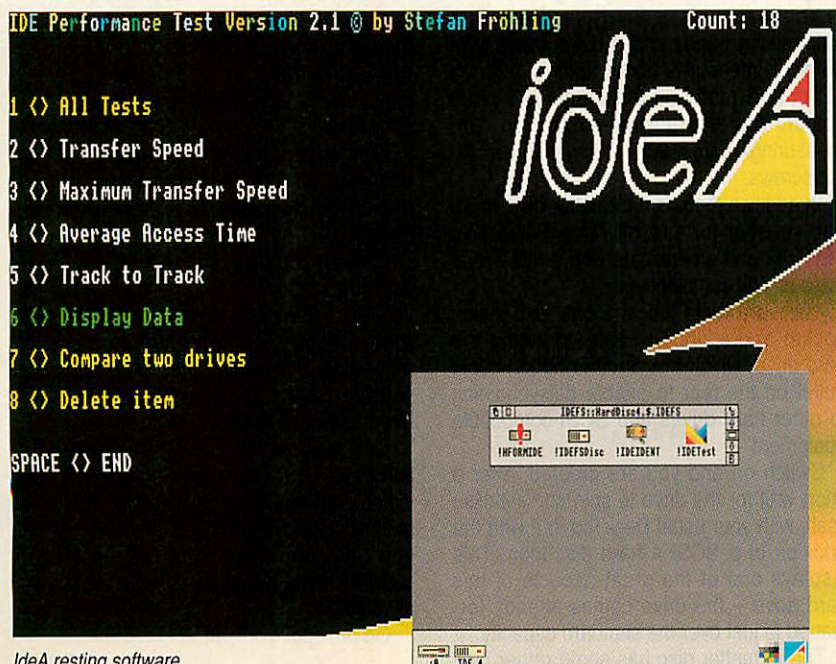 IDE Performance Test Version 2.1 © by Stefan Fröhling Count: 18
ideA
1 <> All Tests
2 <> Transfer Speed
3 <> Maximum Transfer Speed
4 <> Average Access Time
5 <> Track to Track
6 <> Display Data
7 <> Compare two drives
8 <> Delete item
SPACE <> END
IDEFS::HardDisc4.$.IDEFS
!HFORMIDE !IDEFSDisc !IDEIDENT !IDETest
:0 IDE 4
IdeA resting software